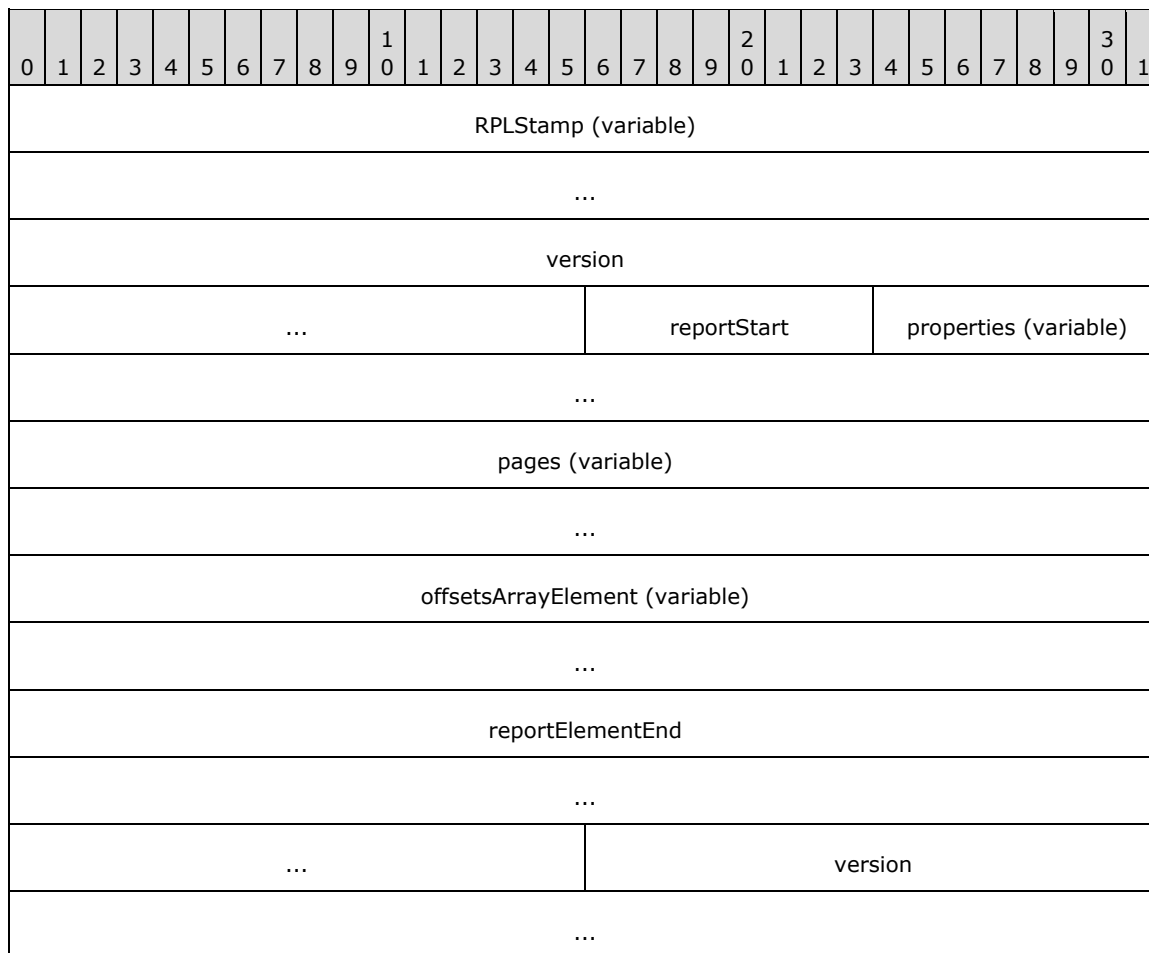 1 2 3
0 1 2 3 4 5 6 7 8 9 0 1 2 3 4 5 6 7 8 9 0 1 2 3 4 5 6 7 8 9 0 1
RPLStamp (variable)
...
version
... reportStart properties (variable)
...
pages (variable)
...
offsetsArrayElement (variable)
...
reportElementEnd
...
... version
...